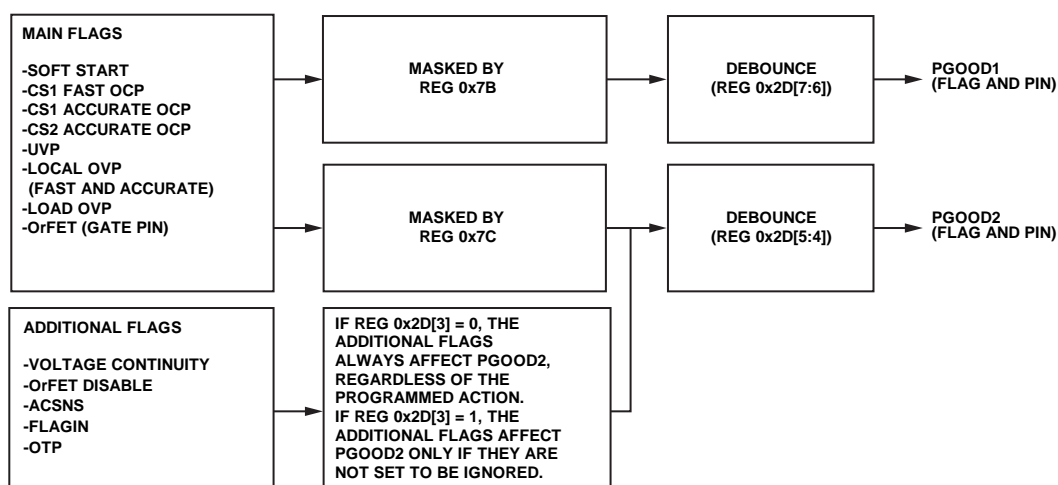 MAIN FLAGS
-SOFT START
-CS1 FAST OCP
-CS1 ACCURATE OCP
-CS2 ACCURATE OCP
-UVP
-LOCAL OVP
(FAST AND ACCURATE)
-LOAD OVP
-OrFET (GATE PIN)
MASKED BY
REG 0x7B
DEBOUNCE
(REG 0x2D[7:6])
PGOOD1
(FLAG AND PIN)
MASKED BY
REG 0x7C
DEBOUNCE
(REG 0x2D[5:4])
PGOOD2
(FLAG AND PIN)
ADDITIONAL FLAGS
-VOLTAGE CONTINUITY
-OrFET DISABLE
-ACSNS
-FLAGIN
-OTP
IF REG 0x2D[3] = 0, THE
ADDITIONAL FLAGS
ALWAYS AFFECT PGOOD2,
REGARDLESS OF THE
PROGRAMMED ACTION.
IF REG 0x2D[3] = 1, THE
ADDITIONAL FLAGS AFFECT
PGOOD2 ONLY IF THEY ARE
NOT SET TO BE IGNORED.